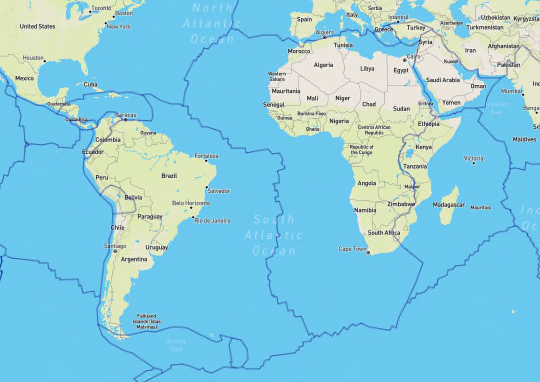 North
Atlantic
Ocean
Toronto
Boston
New York
United States
Houston
Mexico
Cuba
Guatemala
Costa Rica
Caracas
Guyana
Colombia
Ecuador
Fortaleza
Peru
Brazil
Salvador
Bolivia
Belo Horizonte
Paraguay
Rio de Janeiro
Chile
Santiago
Uruguay
Argentina
Falkland
Islands (Islas
Malvinas)
Scotia
Sea
South
Atlantic
Ocean
Spain
Italy
Serbia
Istanbul
Greece
Turkey
Azerbaijan
Uzbekistan
Kyrgyzstan
Turkmenistan
Algiers
Tunisia
Morocco
Syria
Iran
Afghanistan
Kuwait
Pakistan
Algeria
Libya
Cairo
Egypt
Western
Sahara
Saudi Arabia
Mumbai
Mauritania
Mali
Niger
Chad
Sudan
Eritrea
Yemen
Arabian
Sea
Senegal
Burkina Faso
Guinea
Ghana
Nigeria
Central African
Republic
Ethiopia
Maldives
Republic of
the Congo
Kenya
Tanzania
Victoria
Angola
Malawi
Zimbabwe
Madagascar
Mauritius
Namibia
South Africa
Cape Town